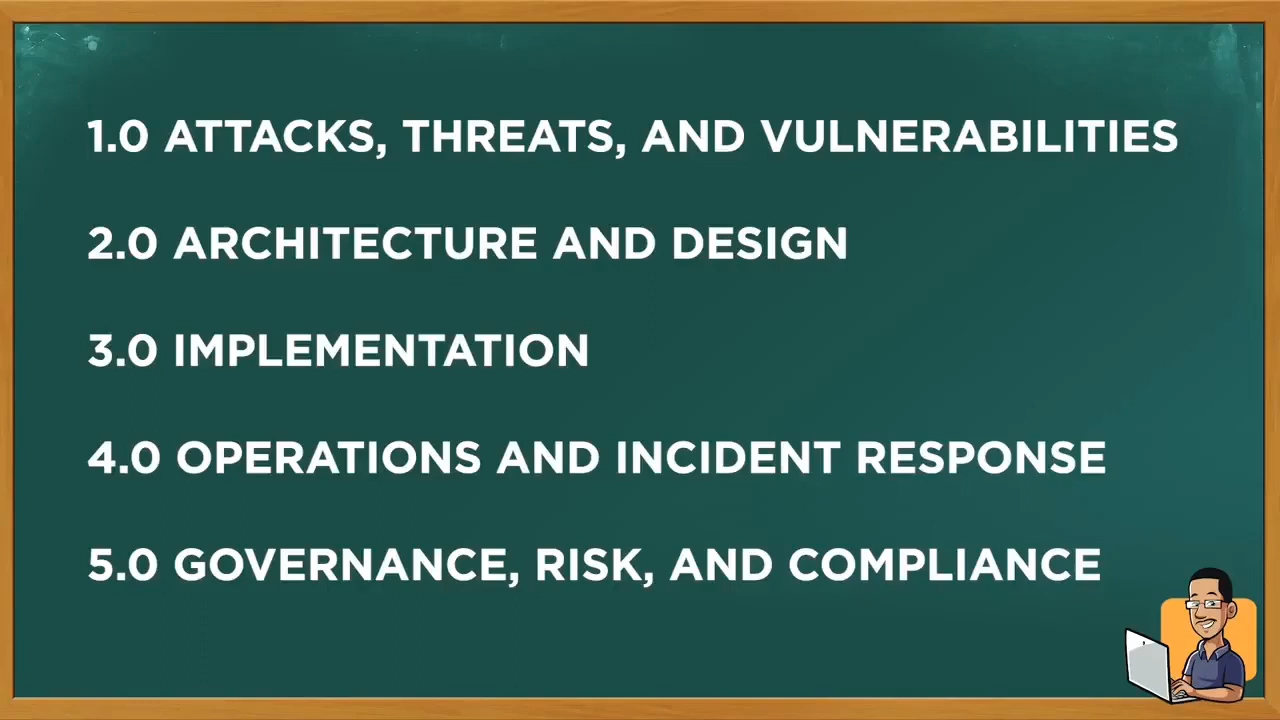 1.0 ATTACKS, THREATS, AND VULNERABILITIES
2.0 ARCHITECTURE AND DESIGN
3.0 IMPLEMENTATION
4.0 OPERATIONS AND INCIDENT RESPONSE
5.0 GOVERNANCE, RISK, AND COMPLIANCE